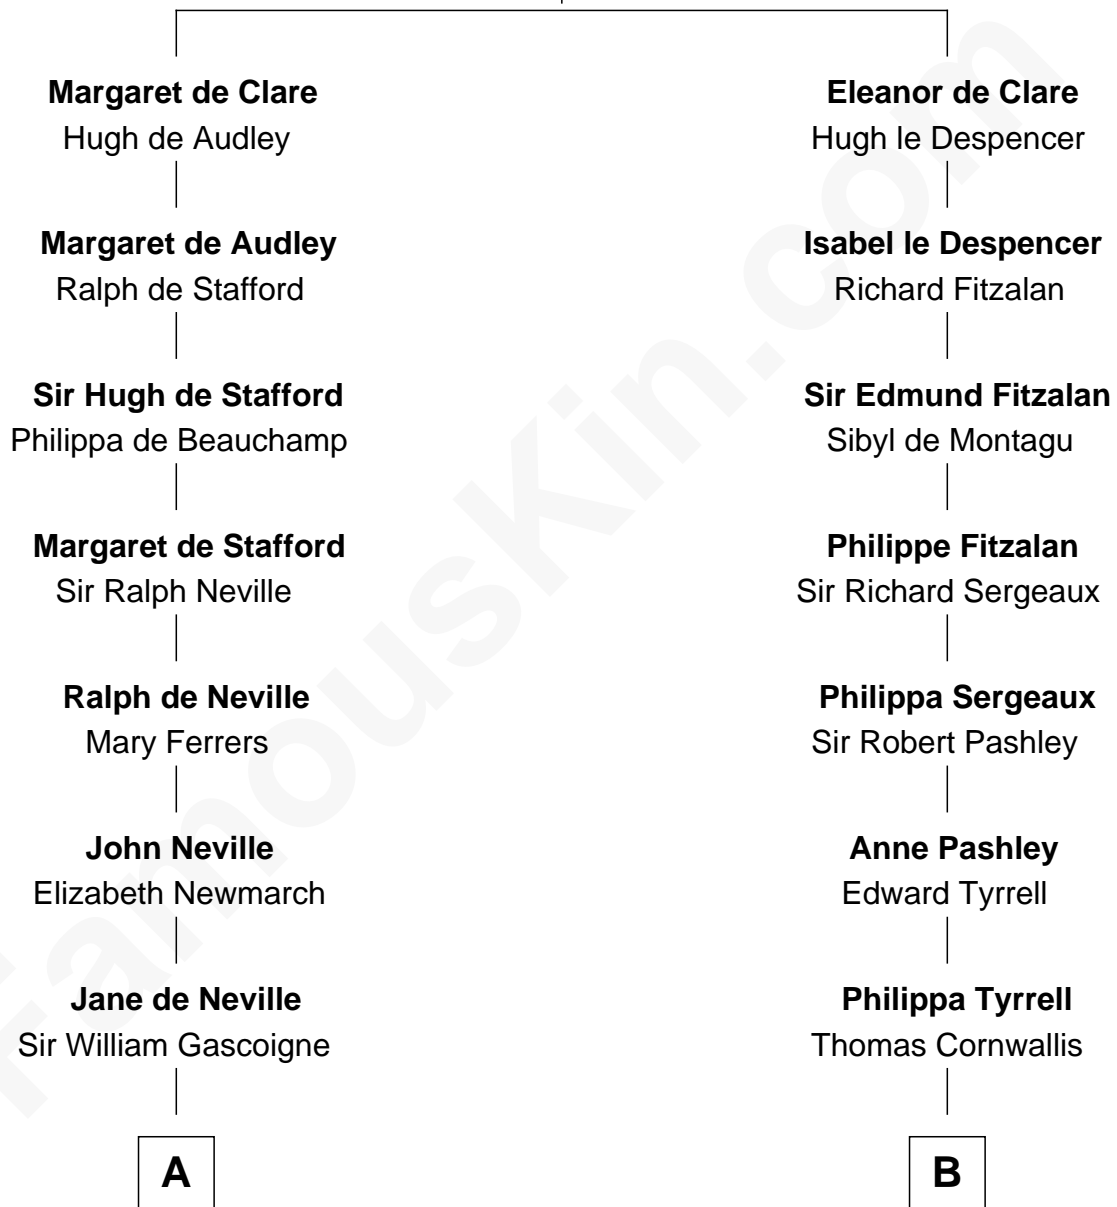 Margaret de Clare
Hugh de Audley
Margaret de Audley
Ralph de Stafford
Sir Hugh de Stafford
Philippa de Beauchamp
Margaret de Stafford
Sir Ralph Neville
Ralph de Neville
Mary Ferrers
John Neville
Elizabeth Newmarch
Jane de Neville
Sir William Gascoigne
A
Eleanor de Clare
Hugh le Despencer
Isabel le Despencer
Richard Fitzalan
Sir Edmund Fitzalan
Sibyl de Montagu
Philippe Fitzalan
Sir Richard Sergeaux
Philippa Sergeaux
Sir Robert Pashley
Anne Pashley
Edward Tyrrell
Philippa Tyrrell
Thomas Cornwallis
B
FamousKin.com